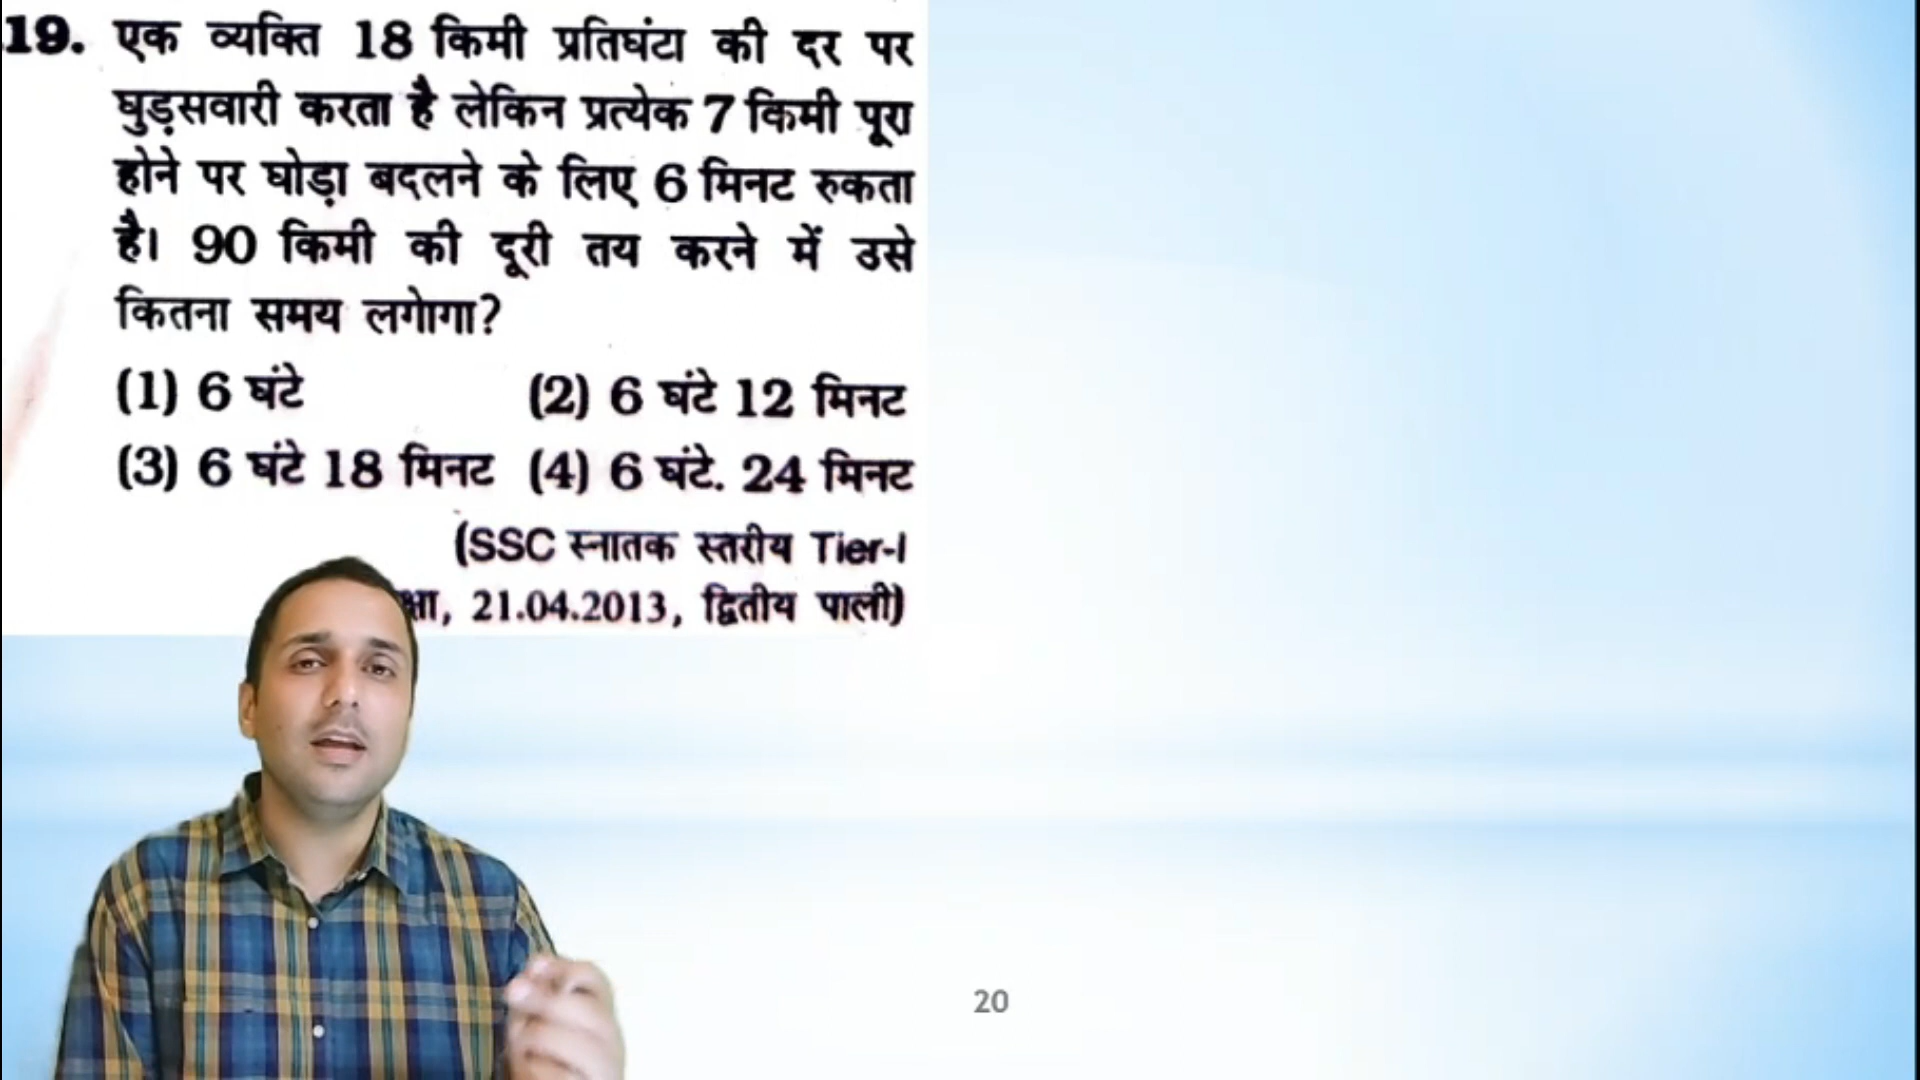 19. एक व्यक्ति 18 किमी प्रतिघंटा की दर पर
घुड़सवारी करता है लेकिन प्रत्येक 7 किमी पूरा
होने पर घोड़ा बदलने के लिए 6 मिनट रुकता
है। 90 किमी की दूरी तय करने में उसे
कितना समय लगेागा?
(1) 6 घंटे (2) 6 घंटे 12 मिनट
(3) 6 घंटे 18 मिनट (4) 6 घंटे. 24 मिनट
(SSC स्नातक स्तरीय Tier-I
21.04.2013, द्वितीय पाली)
20